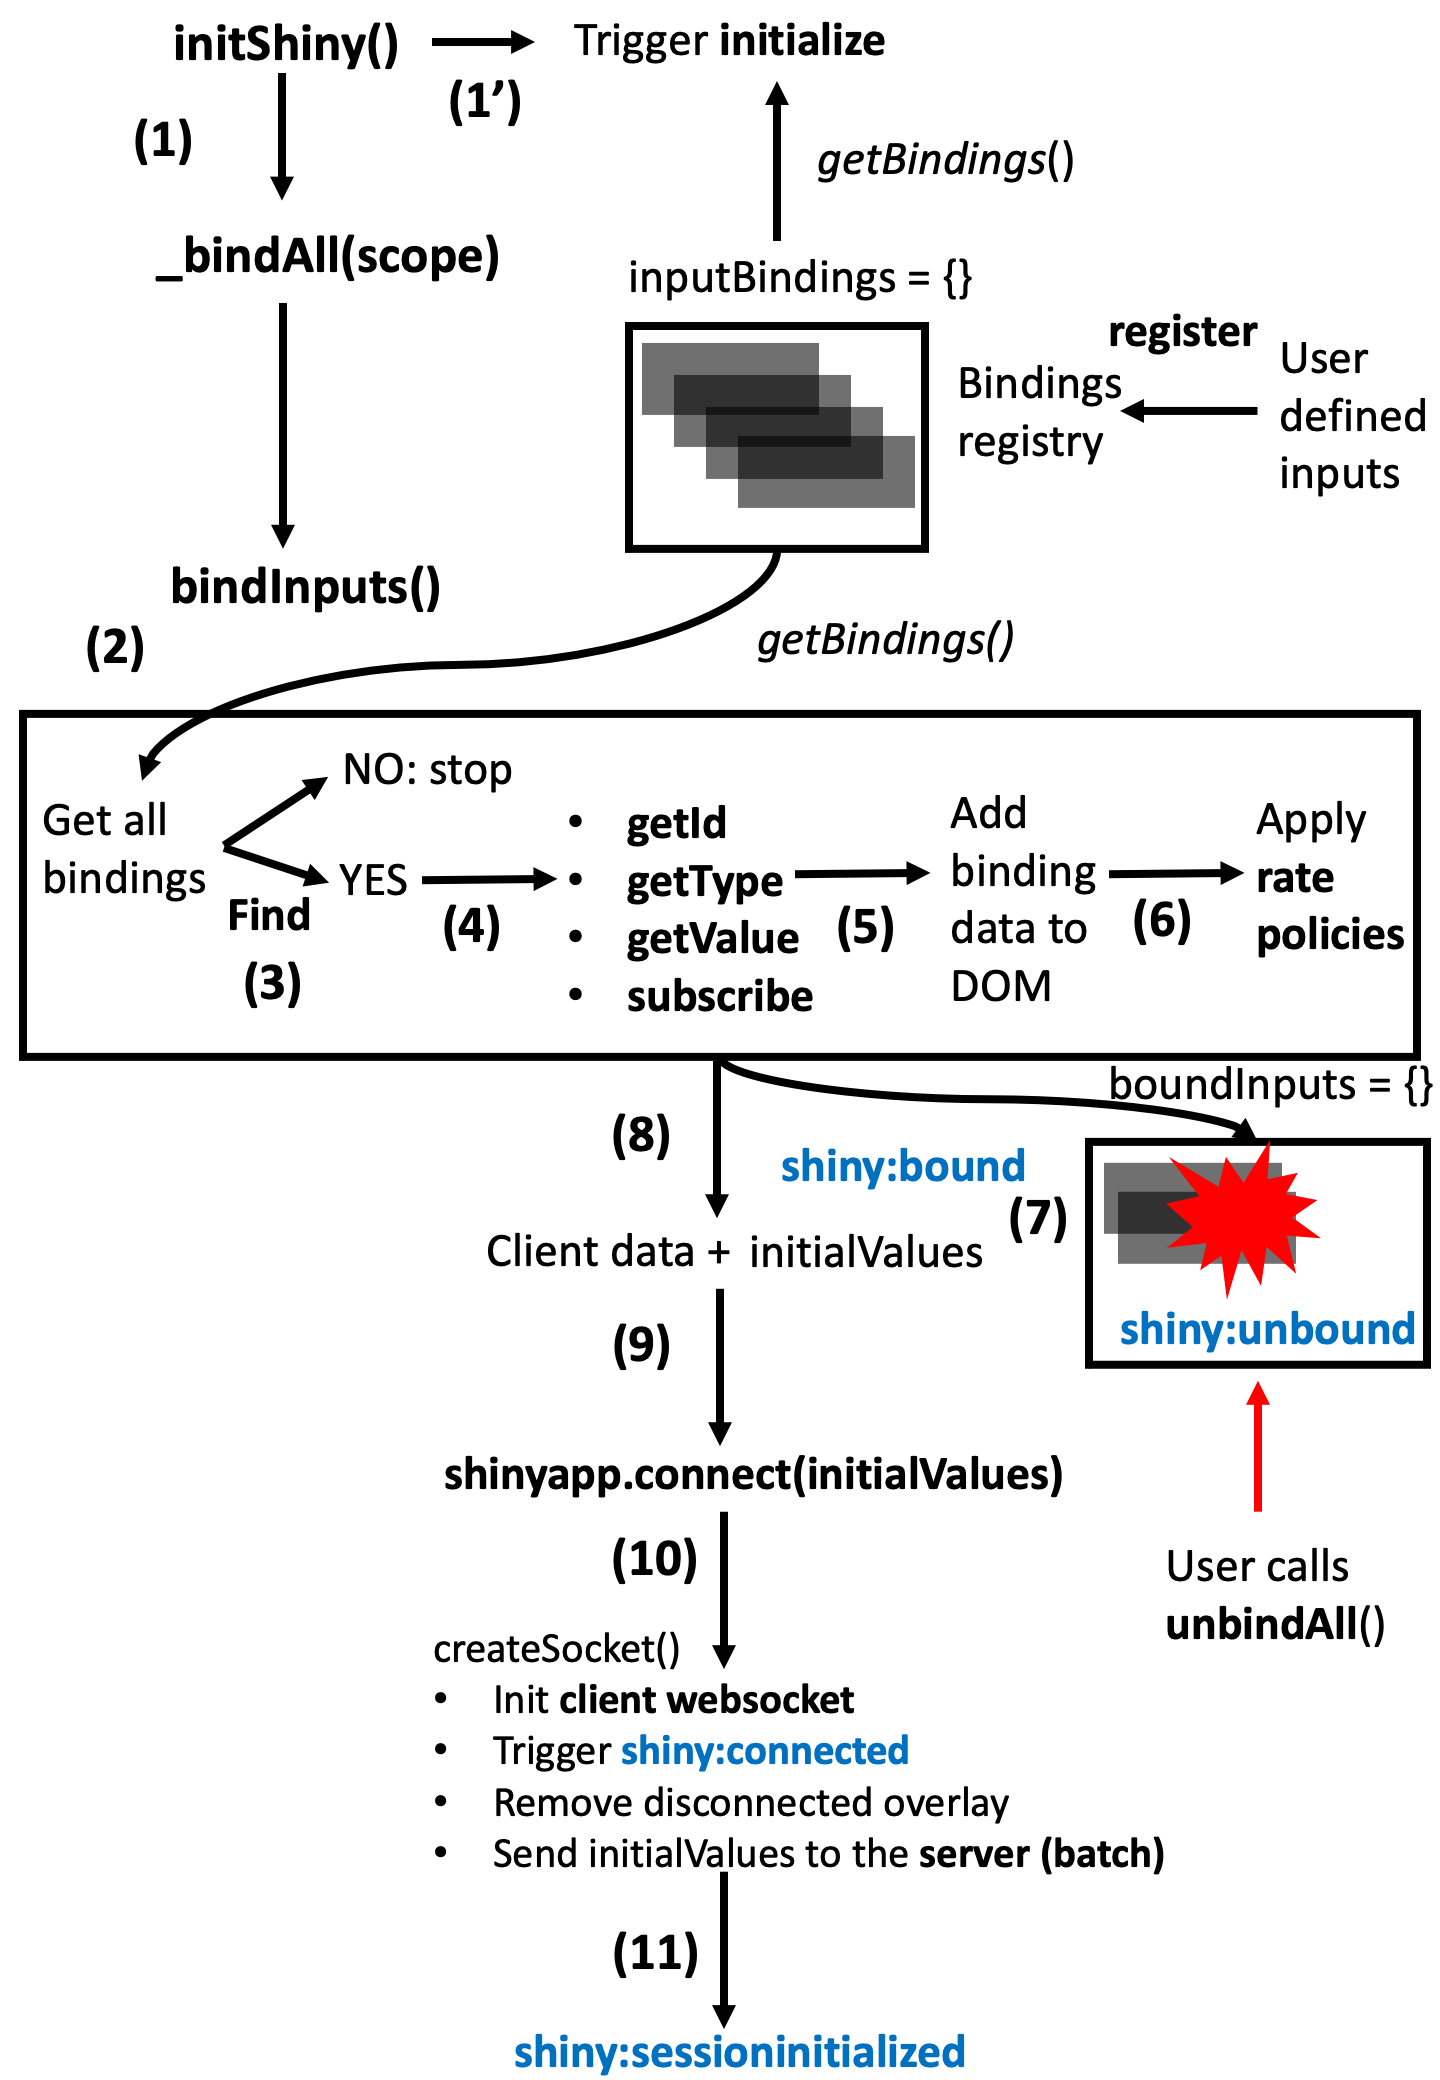 initShiny()
Trigger initialize
(1’)
(1)
getBindings()
_bindAll(scope)
inputBindings = {}
register
Bindings
registry
User
defined
inputs
bindInputs()
(2)
getBindings()
Get all
bindings
NO: stop
YES
Find
(3)
(4)
• getId
• getType
• getValue
• subscribe
(5)
Add
binding
data to
DOM
(6)
Apply
rate
policies
boundInputs = {}
(8)
shiny:bound
(7)
Client data + initialValues
shiny:unbound
(9)
shinyapp.connect(initialValues)
(10)
User calls
unbindAll()
createSocket()
• Init client websocket
• Trigger shiny:connected
• Remove disconnected overlay
• Send initialValues to the server (batch)
(11)
shiny:sessioninitialized